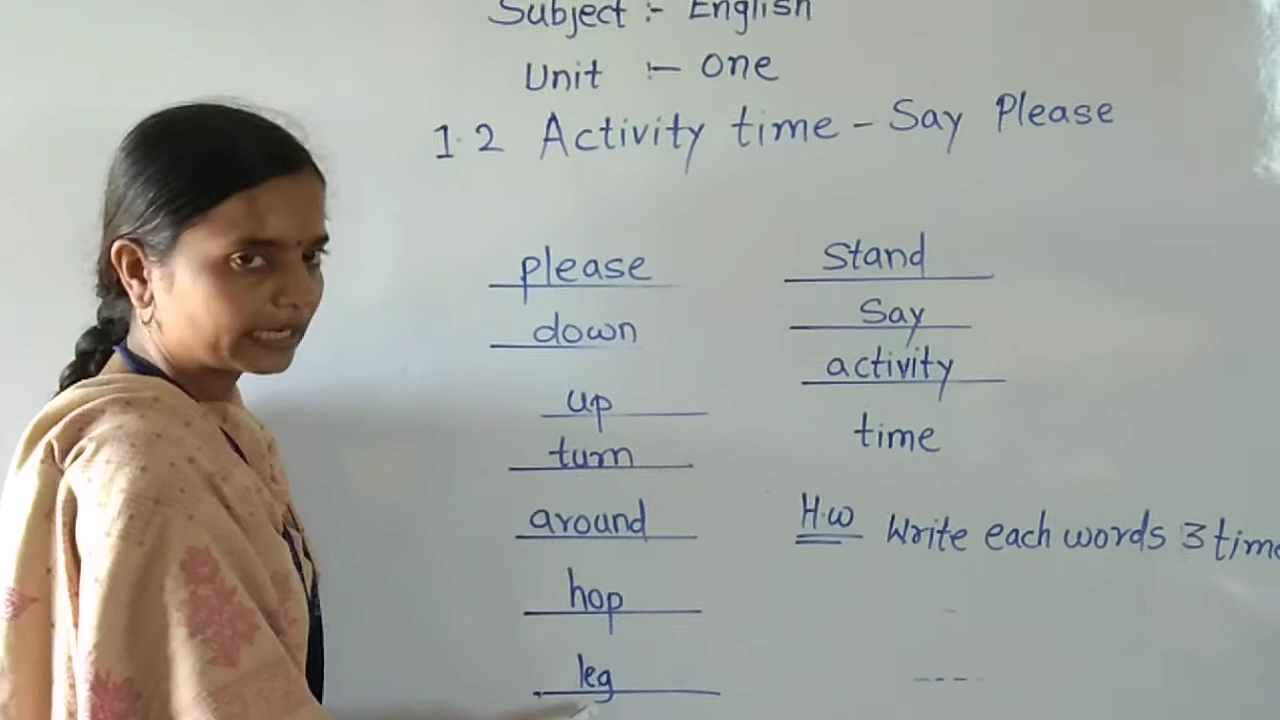 Subject :- English
Unit :- One
1.2 Activity time - Say Please
please
down
up
turn
around
hop
leg
Stand
Say
activity
time
H.W Write each words 3 time